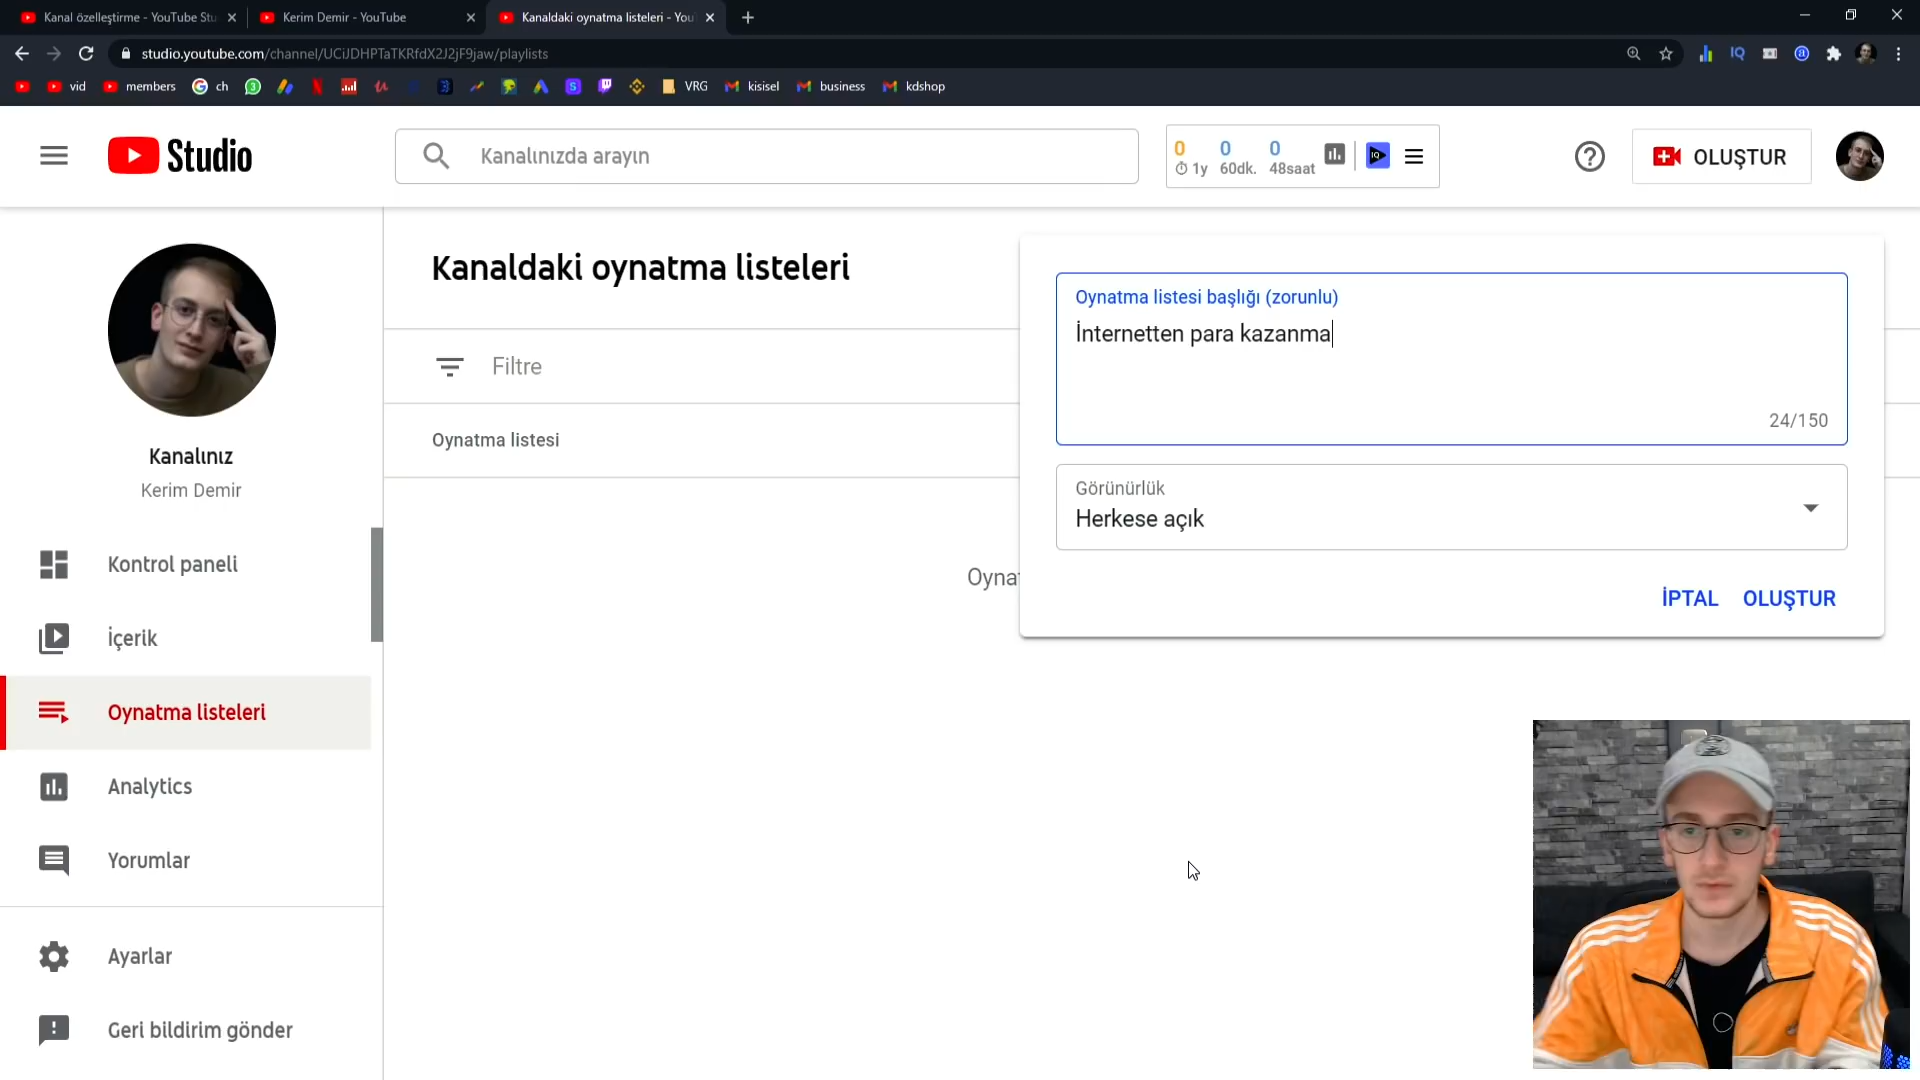 Kanal özelleştirme - YouTube Stu
Kerim Demir - YouTube
Kanaldaki oynatma listeleri - You
studio.youtube.com/channel/UCiJDHPTaTKRfdX2J2jF9jaw/playlists
vid
members
ch
VRG
kisisel
business
kdshop
Studio
Kanalınızda arayın
0 0 0
1y 60dk. 48saat
IQ
OLUŞTUR
Kanalınız
Kerim Demir
Kontrol paneli
İçerik
Oynatma listeleri
Analytics
Yorumlar
Ayarlar
Geri bildirim gönder
Kanaldaki oynatma listeleri
Filtre
Oynatma listesi
Oynat
Oynatma listesi başlığı (zorunlu)
İnternetten para kazanma
24/150
Görünürlük
Herkese açık
İPTAL OLUŞTUR